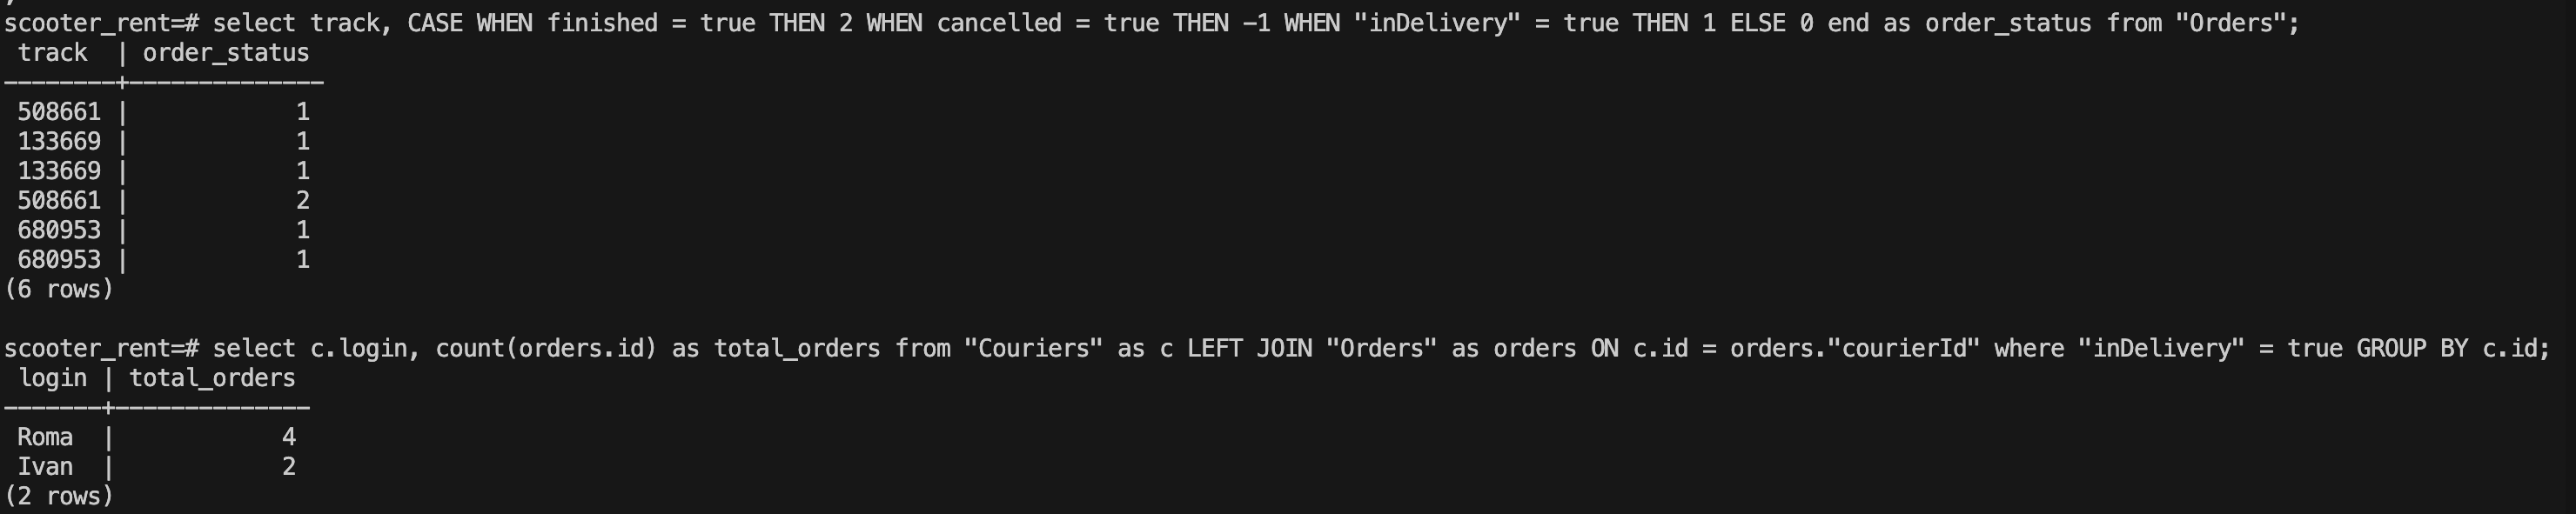 scooter_rent=# select track, CASE WHEN finished = true THEN 2 WHEN cancelled = true THEN -1 WHEN "inDelivery" = true THEN 1 ELSE 0 end as order_status from "Orders";
 track  | order_status
--------+--------------
 508661 |            1
 133669 |            1
 133669 |            1
 508661 |            2
 680953 |            1
 680953 |            1
(6 rows)

scooter_rent=# select c.login, count(orders.id) as total_orders from "Couriers" as c LEFT JOIN "Orders" as orders ON c.id = orders."courierId" where "inDelivery" = true GROUP BY c.id;
 login | total_orders
-------+--------------
 Roma  |            4
 Ivan  |            2
(2 rows)